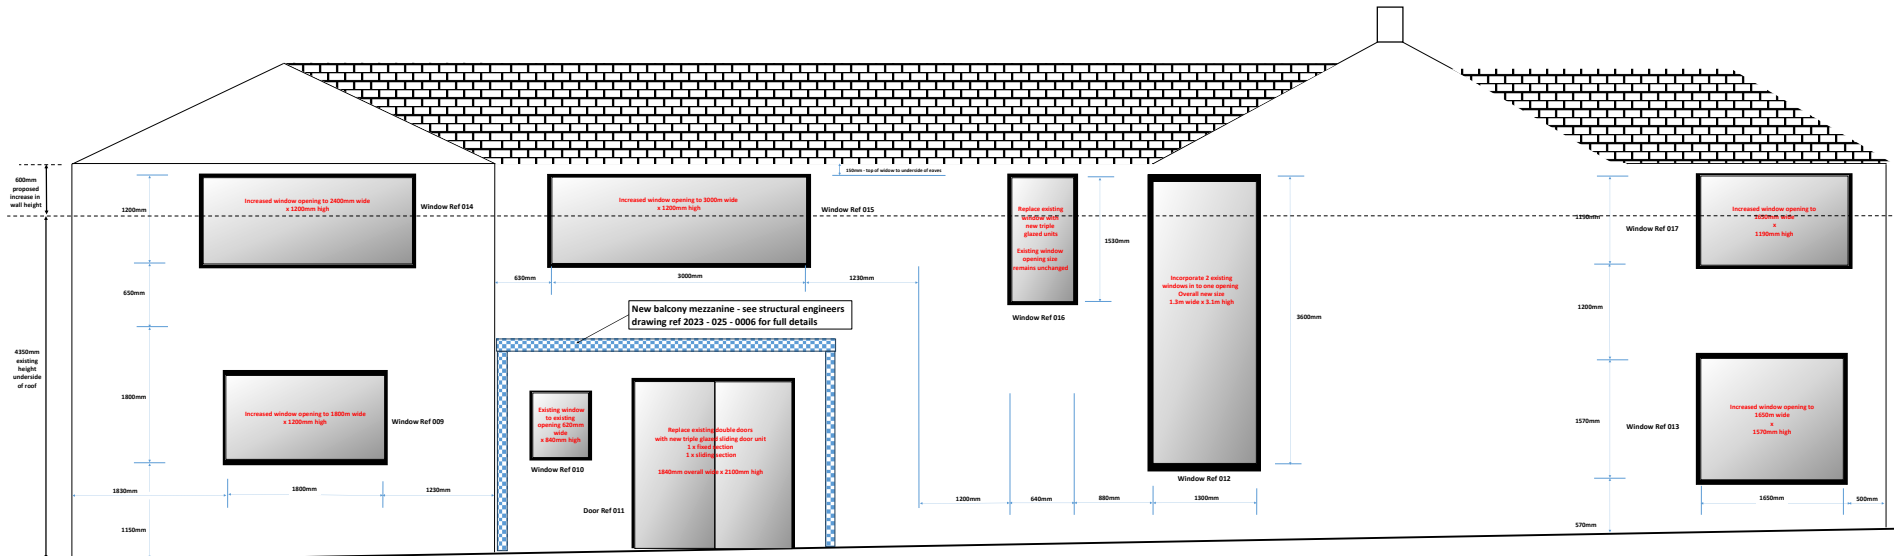 600mm
proposed
increase in
wall height
4350mm
existing
height
underside
of roof
1200mm
650mm
1800mm
1150mm
Increased window opening to 2400mm wide
x 1200mm high
Window Ref 014
Increased window opening to 1800m wide
x 1200mm high
Window Ref 009
1830mm
1800mm
1230mm
Increased window opening to 3000m wide
x 1200mm high
Window Ref 015
150mm - top of widow to underside of eaves
630mm
3000mm
1230mm
New balcony mezzanine - see structural engineers
drawing ref 2023 - 025 - 0006 for full details
Existing window
to existing
opening 620mm
wide
x 840mm high
Window Ref 010
Replace existing double doors
with new triple glazed sliding door unit
1 x fixed section
1 x sliding section
1840mm overall wide x 2100mm high
Door Ref 011
Replace existing
window with
new triple
glazed units
Existing window
opening size
remains unchanged
1530mm
Window Ref 016
Incorporate 2 existing
windows in to one opening
Overall new size
1.3m wide x 3.1m high
3600mm
Window Ref 012
1200mm
640mm
880mm
1300mm
1190mm
1200mm
1570mm
570mm
Increased window opening to
1650mm wide
x
1190mm high
Window Ref 017
Increased window opening to
1650m wide
x
1570mm high
Window Ref 013
1650mm
500mm